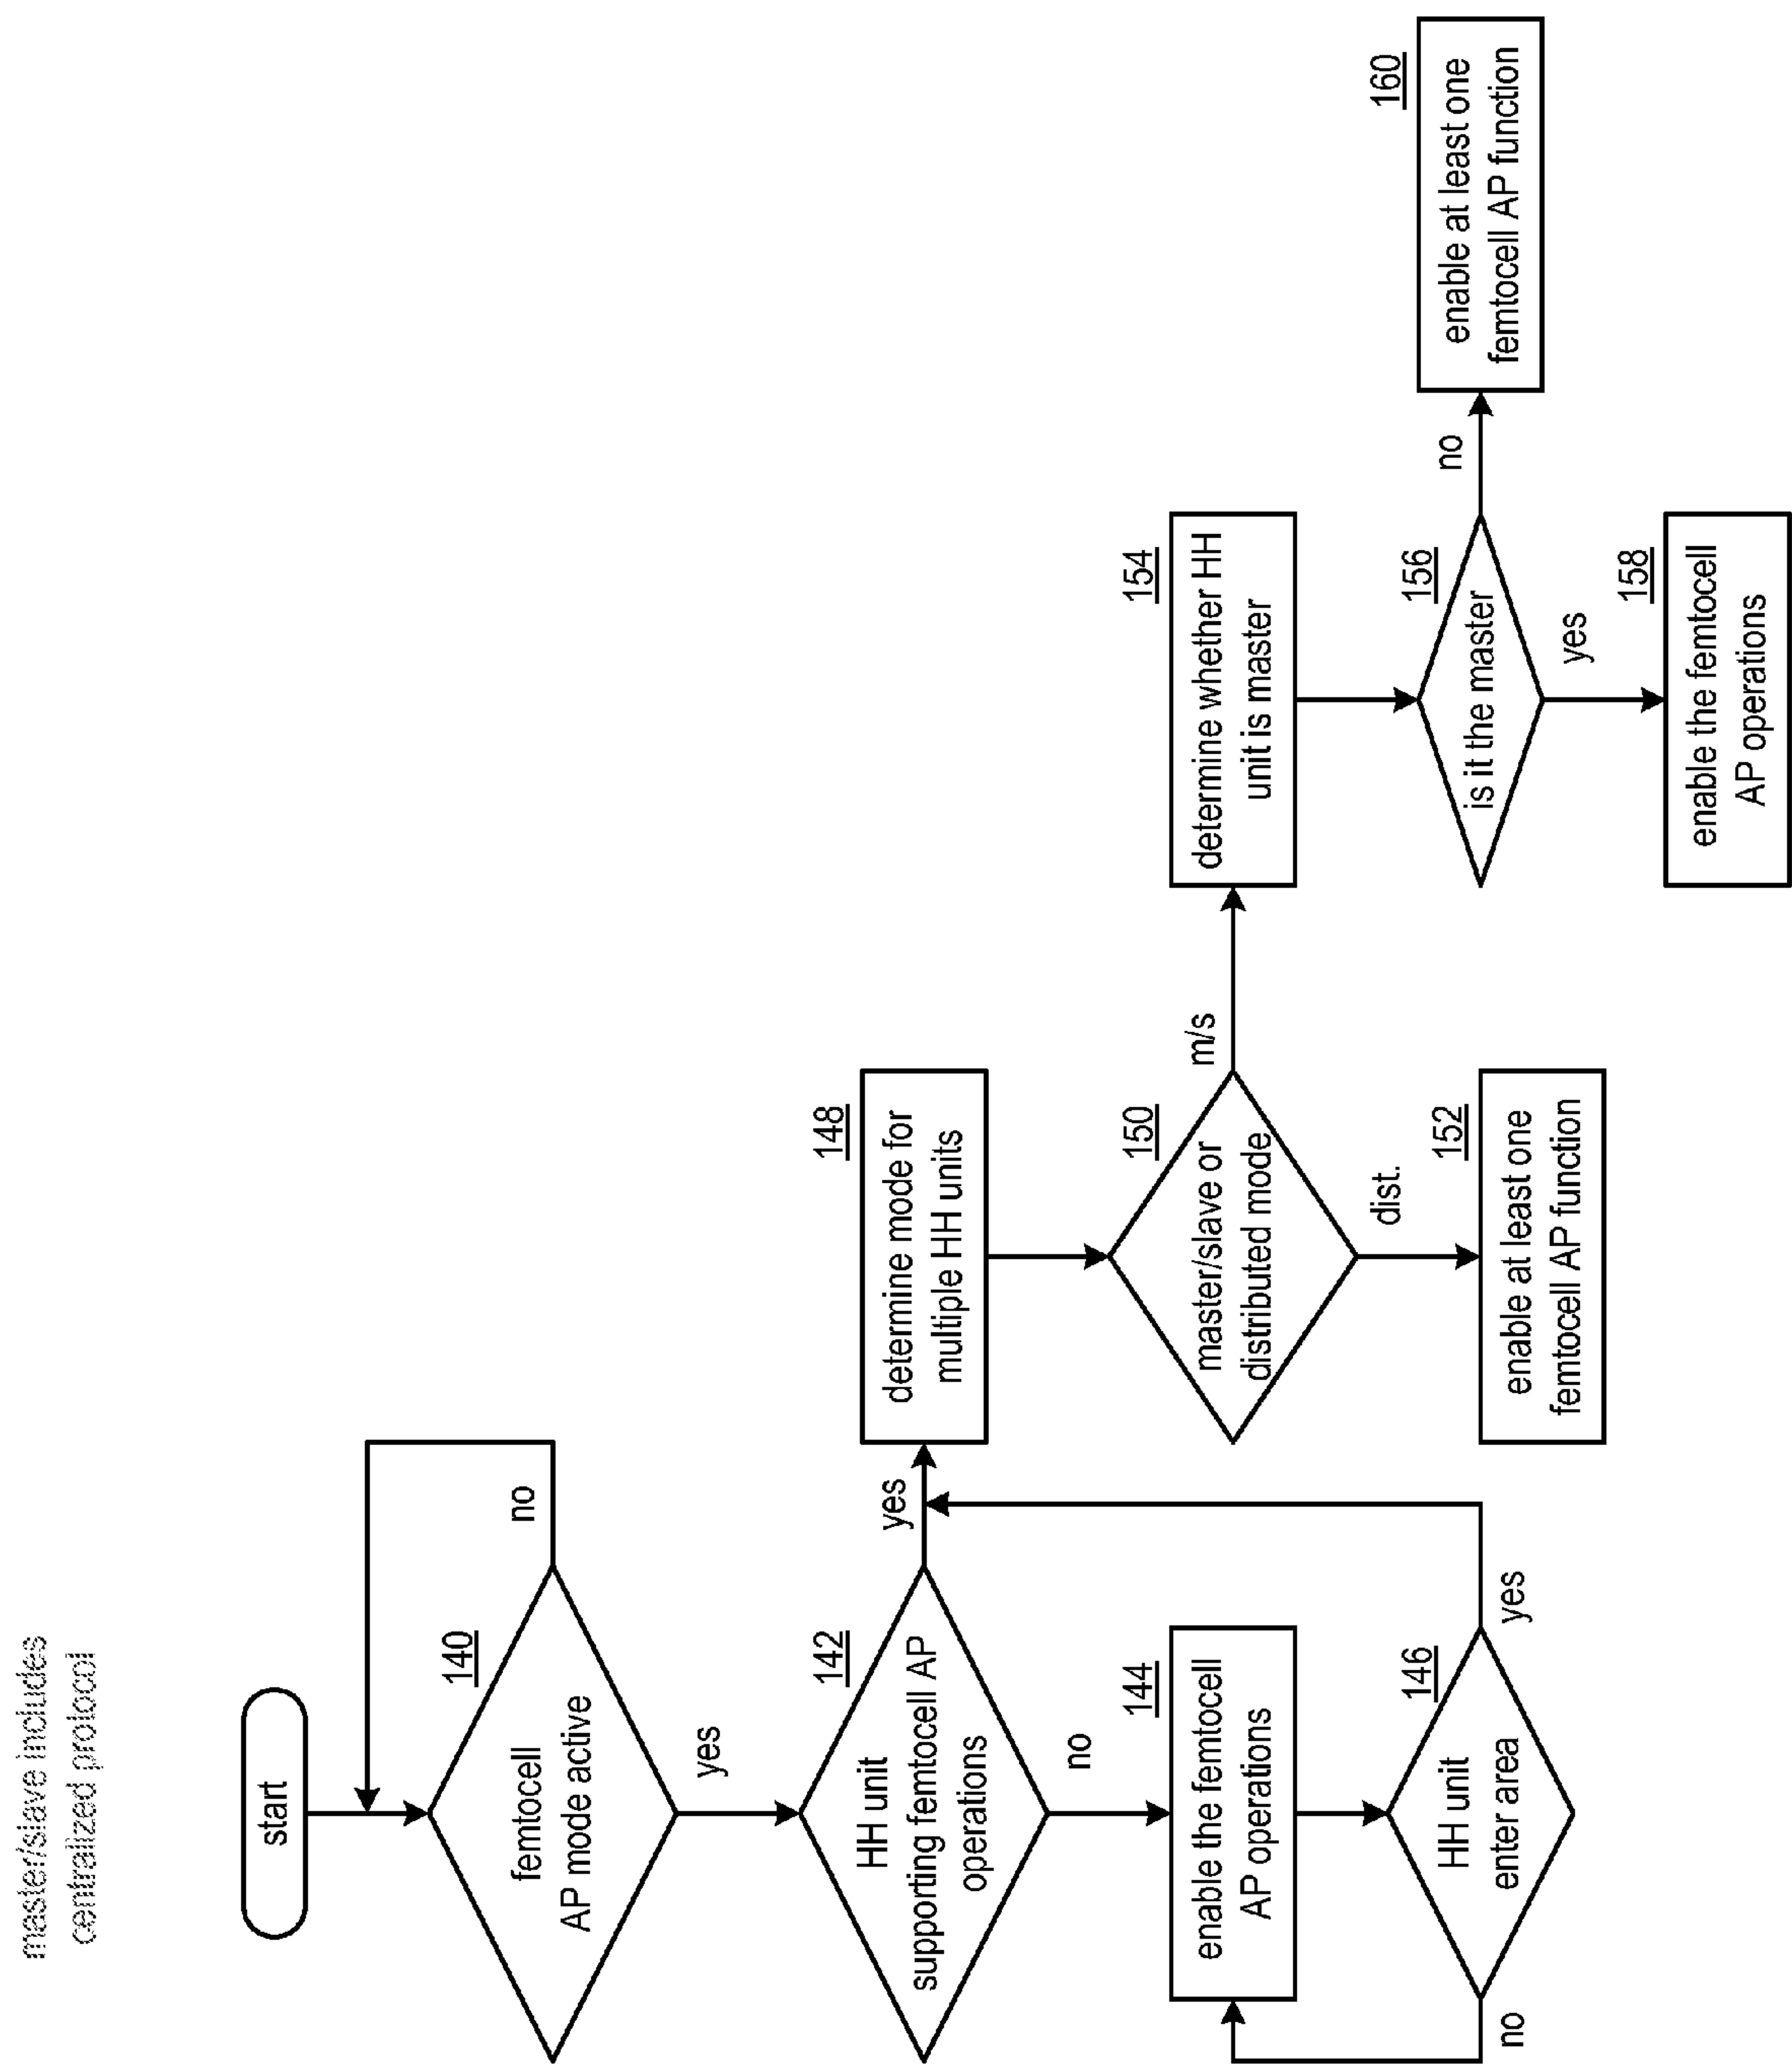 master/slave includes
centralized protocol
start
140
femtocell
AP mode active
no
yes
142
HH unit
supporting femtocell AP
operations
yes
no
144
enable the femtocell
AP operations
146
HH unit
enter area
no
yes
148
determine mode for
multiple HH units
150
master/slave or
distributed mode
m/s
dist.
152
enable at least one
femtocell AP function
154
determine whether HH
unit is master
156
is it the master
no
yes
158
enable the femtocell
AP operations
160
enable at least one
femtocell AP function